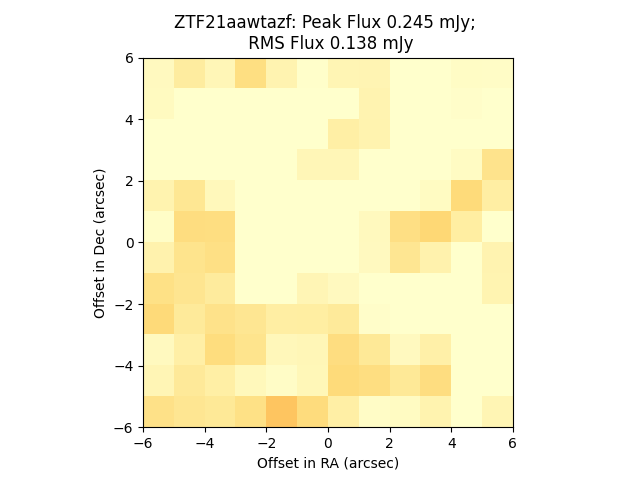 ZTF21aawtazf: Peak Flux 0.245 mJy;
RMS Flux 0.138 mJy
6
4
2
0
−2
−4
−6
Offset in Dec (arcsec)
−6 −4 −2 0 2 4 6
Offset in RA (arcsec)